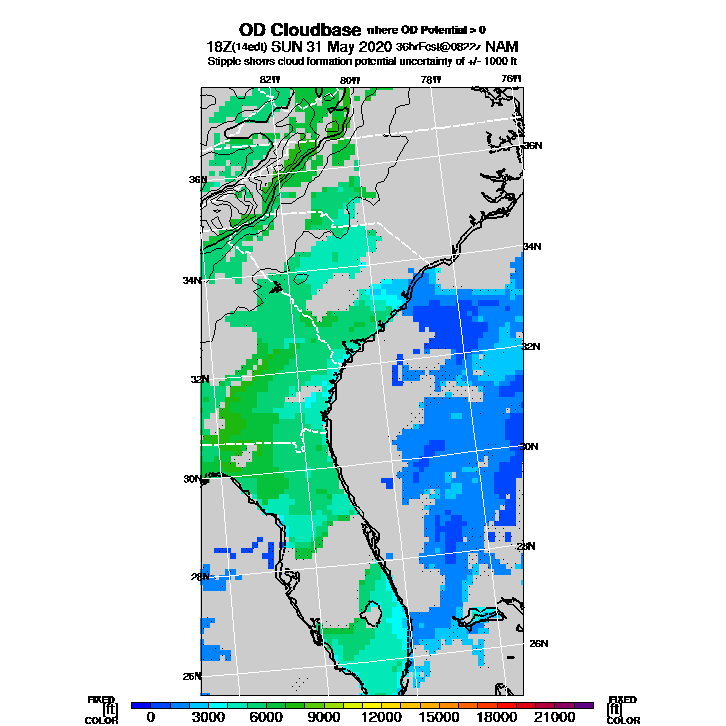 OD Cloudbase where OD Potential > 0
18Z(14edt) SUN 31 May 2020 36hrFcst@0822z NAM
Stipple shows cloud formation potential uncertainty of +/- 1000 ft
82W 80W 78W 76W
36N
36N
34N
34N
32N
32N
30N
30N
28N
28N
26N
26N
FIXED FIXED
[ft] [ft]
COLOR COLOR
0 3000 6000 9000 12000 15000 18000 21000